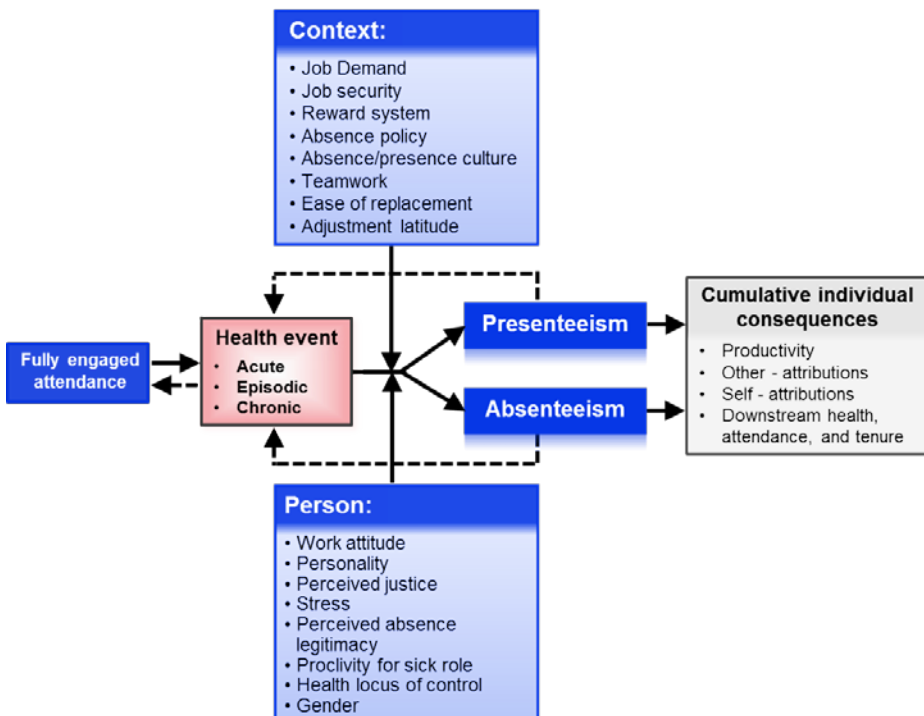 Context:
• Job Demand
• Job security
• Reward system
• Absence policy
• Absence/presence culture
• Teamwork
• Ease of replacement
• Adjustment latitude
Fully engaged
attendance
Health event
• Acute
• Episodic
• Chronic
Presenteeism
Absenteeism
Cumulative individual
consequences
• Productivity
• Other - attributions
• Self - attributions
• Downstream health,
attendance, and tenure
Person:
• Work attitude
• Personality
• Perceived justice
• Stress
• Perceived absence
legitimacy
• Proclivity for sick role
• Health locus of control
• Gender